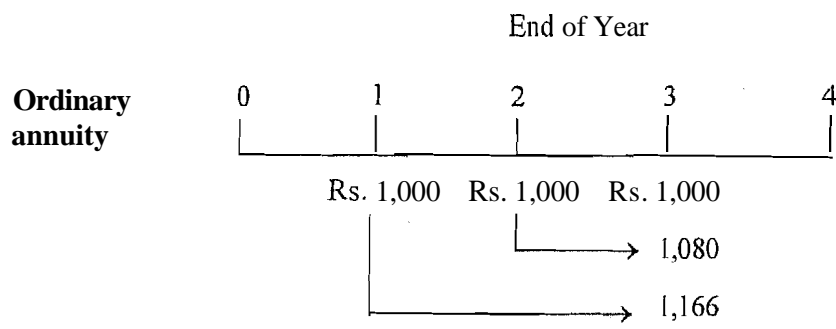 End of Year
Ordinary annuity
0 1 2 3 4
Rs. 1,000 Rs. 1,000 Rs. 1,000
1,080
1,166